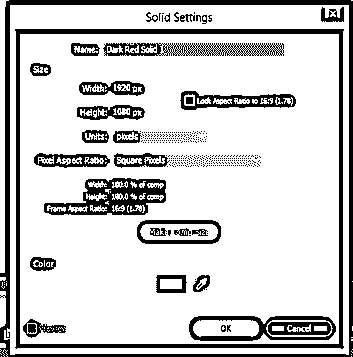 Solid Settings
Name: Dark Red Solid 1
Size
Width: 1920 px
Lock Aspect Ratio to 16:9 (1.78)
Height: 1080 px
Units: pixels
Pixel Aspect Ratio: Square Pixels
Width: 100.0 % of comp
Height: 100.0 % of comp
Frame Aspect Ratio: 16:9 (1.78)
Make Comp Size
Color
Preview
OK
Cancel